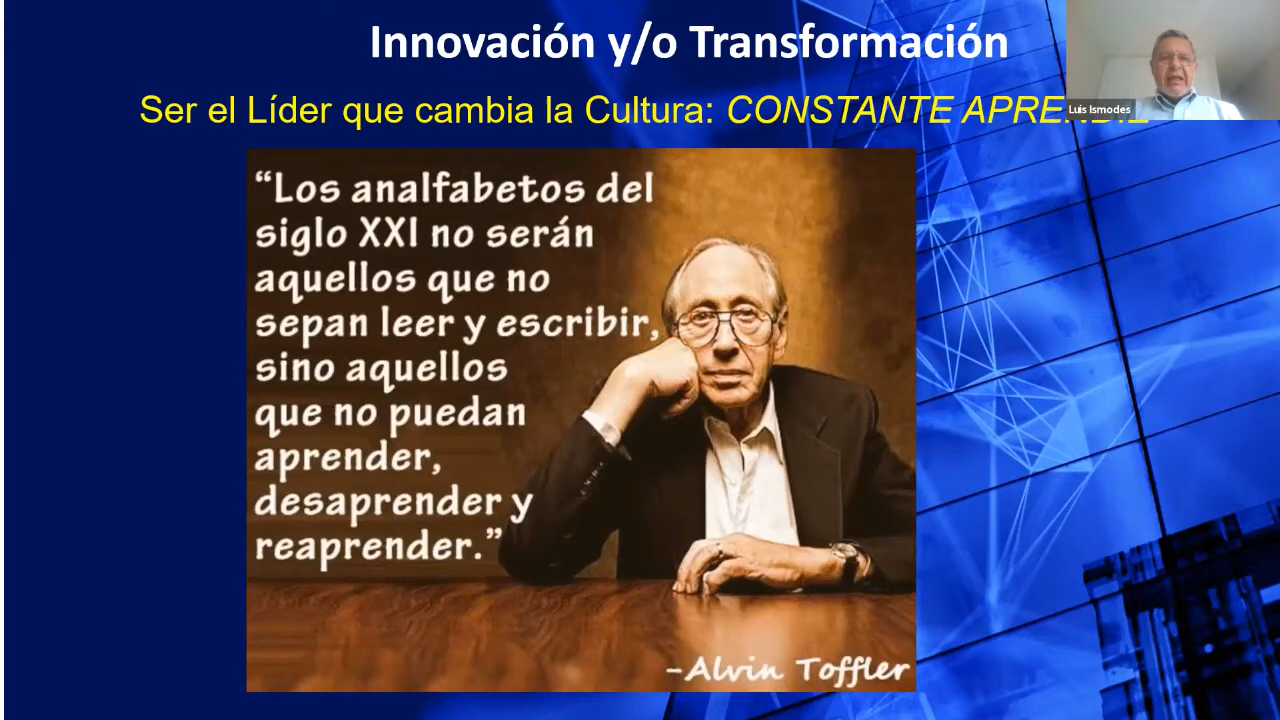 Innovación y/o Transformación
Ser el Líder que cambia la Cultura: CONSTANTE
Luis Ismodes
“Los analfabetos del
siglo XXI no serán
aquellos que no
sepan leer y escribir,
sino aquellos
que no puedan
aprender,
desaprender y
reaprender.”
-Alvin Toffler